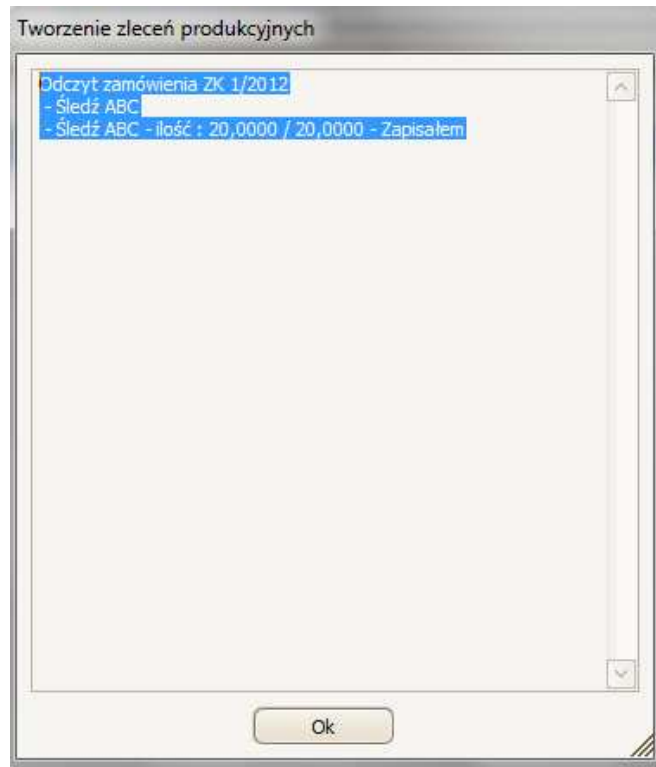 Tworzenie zleceń produkcyjnych
Odczyt zamówienia ZK 1/2012
- Śledź ABC
- Śledź ABC - ilość : 20,0000 / 20,0000 - Zapisałem
Ok